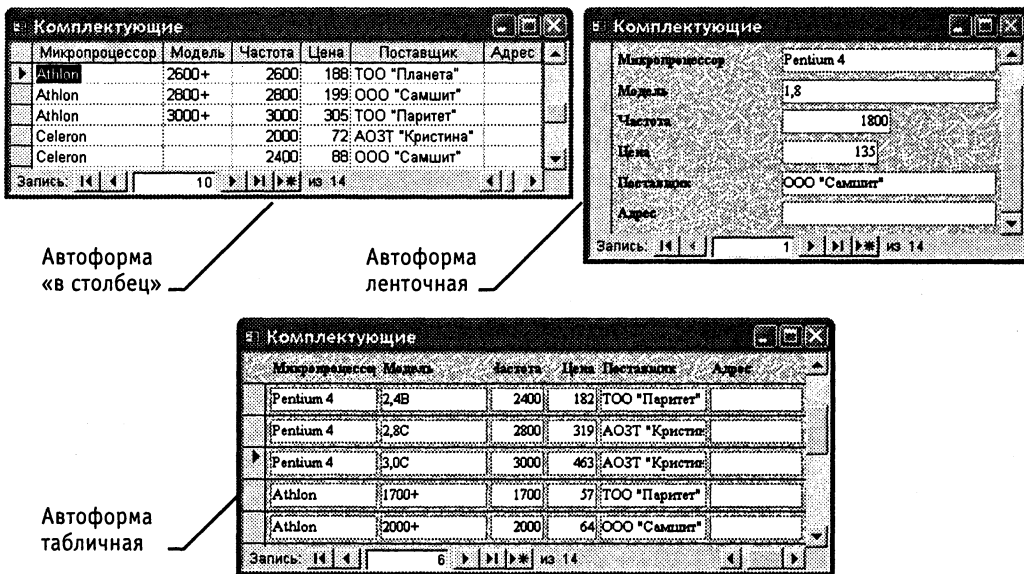 Комплектующие
Микропроцессор Модель Частота Цена Поставщик Адрес
Athlon 2600+ 2600 188 ТОО "Планета"
Athlon 2800+ 2800 199 ООО "Самшит"
Athlon 3000+ 3000 305 ТОО "Паритет"
Celeron 2000 72 АОЗТ "Кристина"
Celeron 2400 88 ООО "Самшит"
Запись: 10 из 14
Комплектующие
Микропроцессор Pentium 4
Модель 1,8
Частота 1800
Цена 135
Поставщик ООО "Самшит"
Адрес
Запись: 1 из 14
Автоформа
«в столбец»
Автоформа
ленточная
Комплектующие
Микропроцессор Модель Частота Цена Поставщик Адрес
Pentium 4 2,4B 2400 182 ТОО "Паритет"
Pentium 4 2,8C 2800 319 АОЗТ "Кристин
Pentium 4 3,0C 3000 463 АОЗТ "Кристин
Athlon 1700+ 1700 57 ТОО "Паритет"
Athlon 2000+ 2000 64 ООО "Самшит"
Запись: 6 из 14
Автоформа
табличная